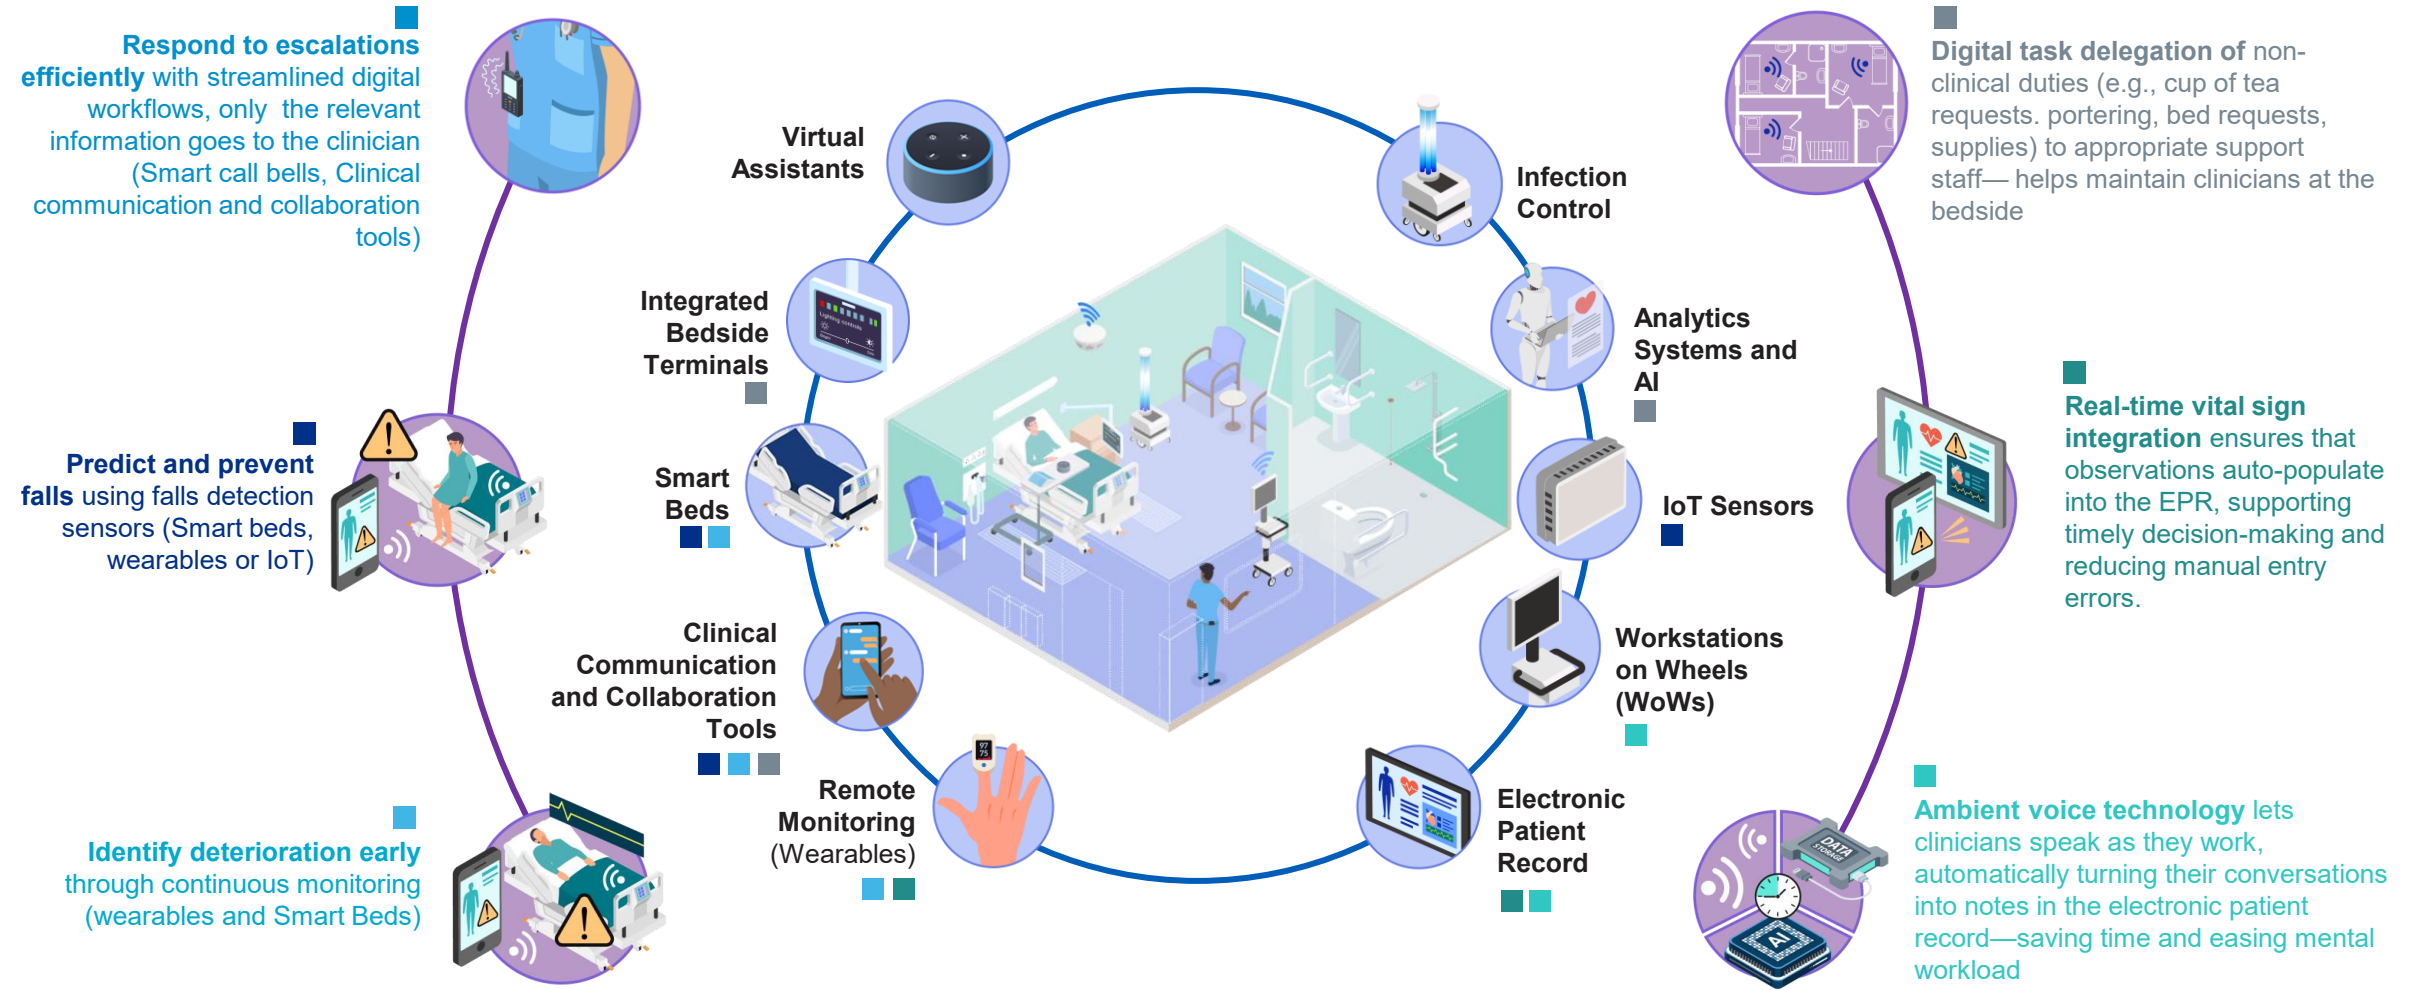 Respond to escalations
efficiently with streamlined digital
workflows, only the relevant
information goes to the clinician
(Smart call bells, Clinical
communication and collaboration
tools)
Predict and prevent
falls using falls detection
sensors (Smart beds,
wearables or IoT)
Identify deterioration early
through continuous monitoring
(wearables and Smart Beds)
Virtual
Assistants
Integrated
Bedside
Terminals
Lighting controls
Smart
Beds
Clinical
Communication
and Collaboration
Tools
Remote
Monitoring
(Wearables)
97
75
Infection
Control
Analytics
Systems and
AI
IoT Sensors
Workstations
on Wheels
(WoWs)
Electronic
Patient
Record
Digital task delegation of non-
clinical duties (e.g., cup of tea
requests. portering, bed requests,
supplies) to appropriate support
staff— helps maintain clinicians at the
bedside
Real-time vital sign
integration ensures that
observations auto-populate
into the EPR, supporting
timely decision-making and
reducing manual entry
errors.
DATA
STORAGE
AI
Ambient voice technology lets
clinicians speak as they work,
automatically turning their conversations
into notes in the electronic patient
record—saving time and easing mental
workload